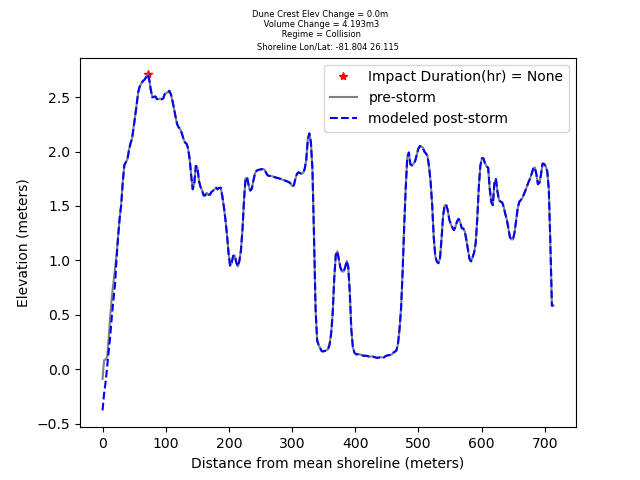 Dune Crest Elev Change = 0.0m
Volume Change = 4.193m3
Regime = Collision
Shoreline Lon/Lat: -81.804 26.115
Impact Duration(hr) = None
pre-storm
modeled post-storm
Elevation (meters)
2.5
2.0
1.5
1.0
0.5
0.0
−0.5
0 100 200 300 400 500 600 700
Distance from mean shoreline (meters)